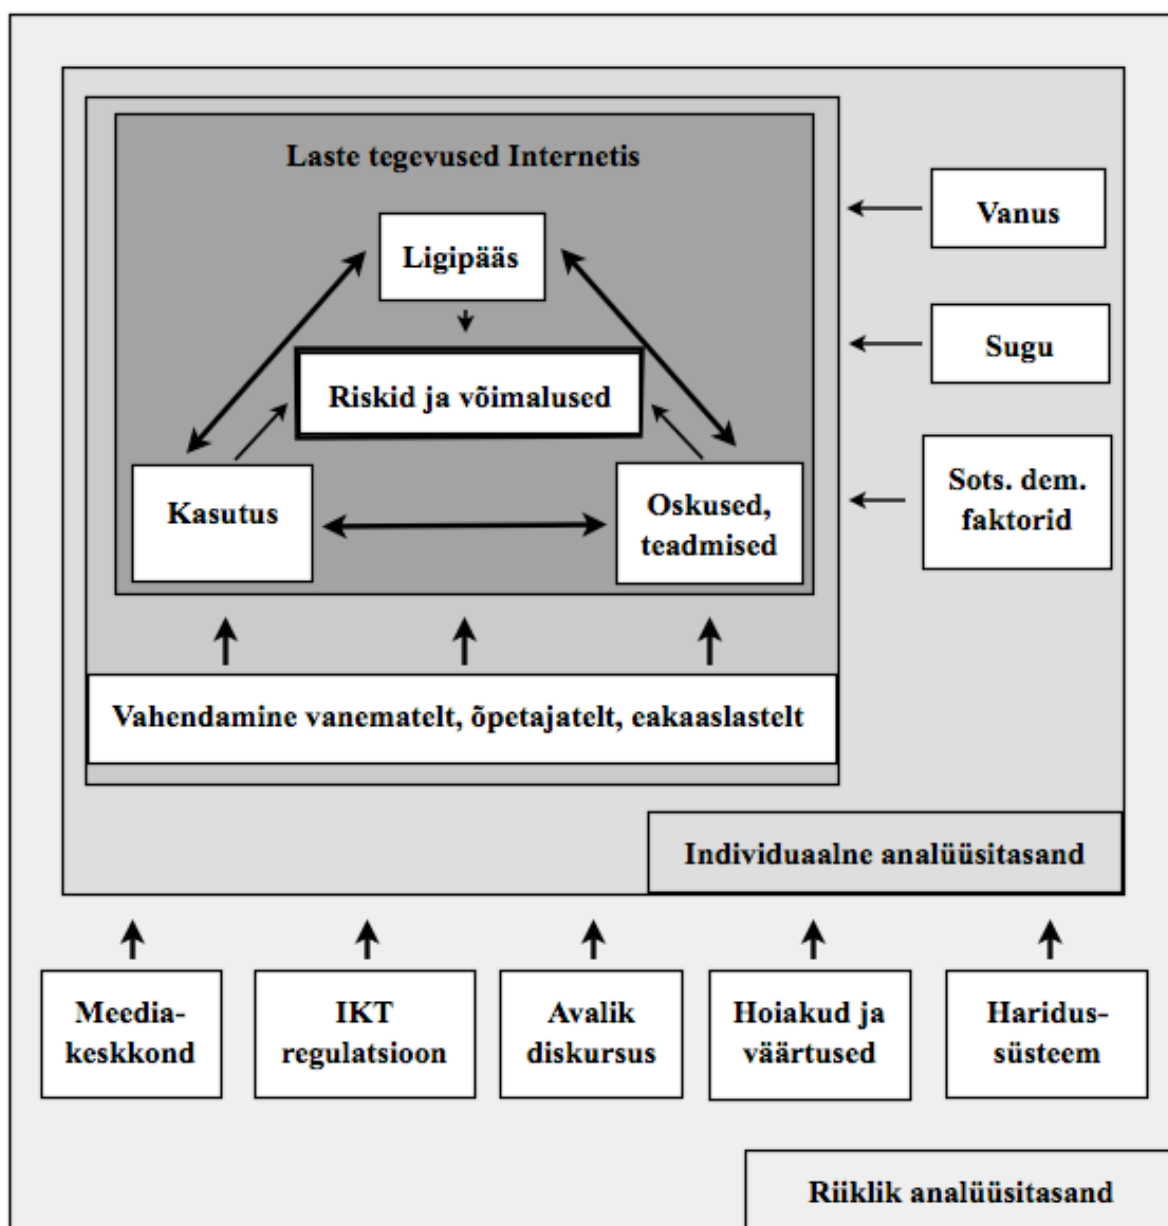 Laste tegevused Internetis
Ligipääs
Vanus
Sugu
Riskid ja võimalused
Kasutus
Oskused,
teadmised
Sots. dem.
faktorid
Vahendamine vanematelt, õpetajatelt, eakaaslastelt
Individuaalne analüüsitasand
Meedia-
keskkond
IKT
regulatsioon
Avalik
diskursus
Hoiakud ja
väärtused
Haridus-
süsteem
Riiklik analüüsitasand